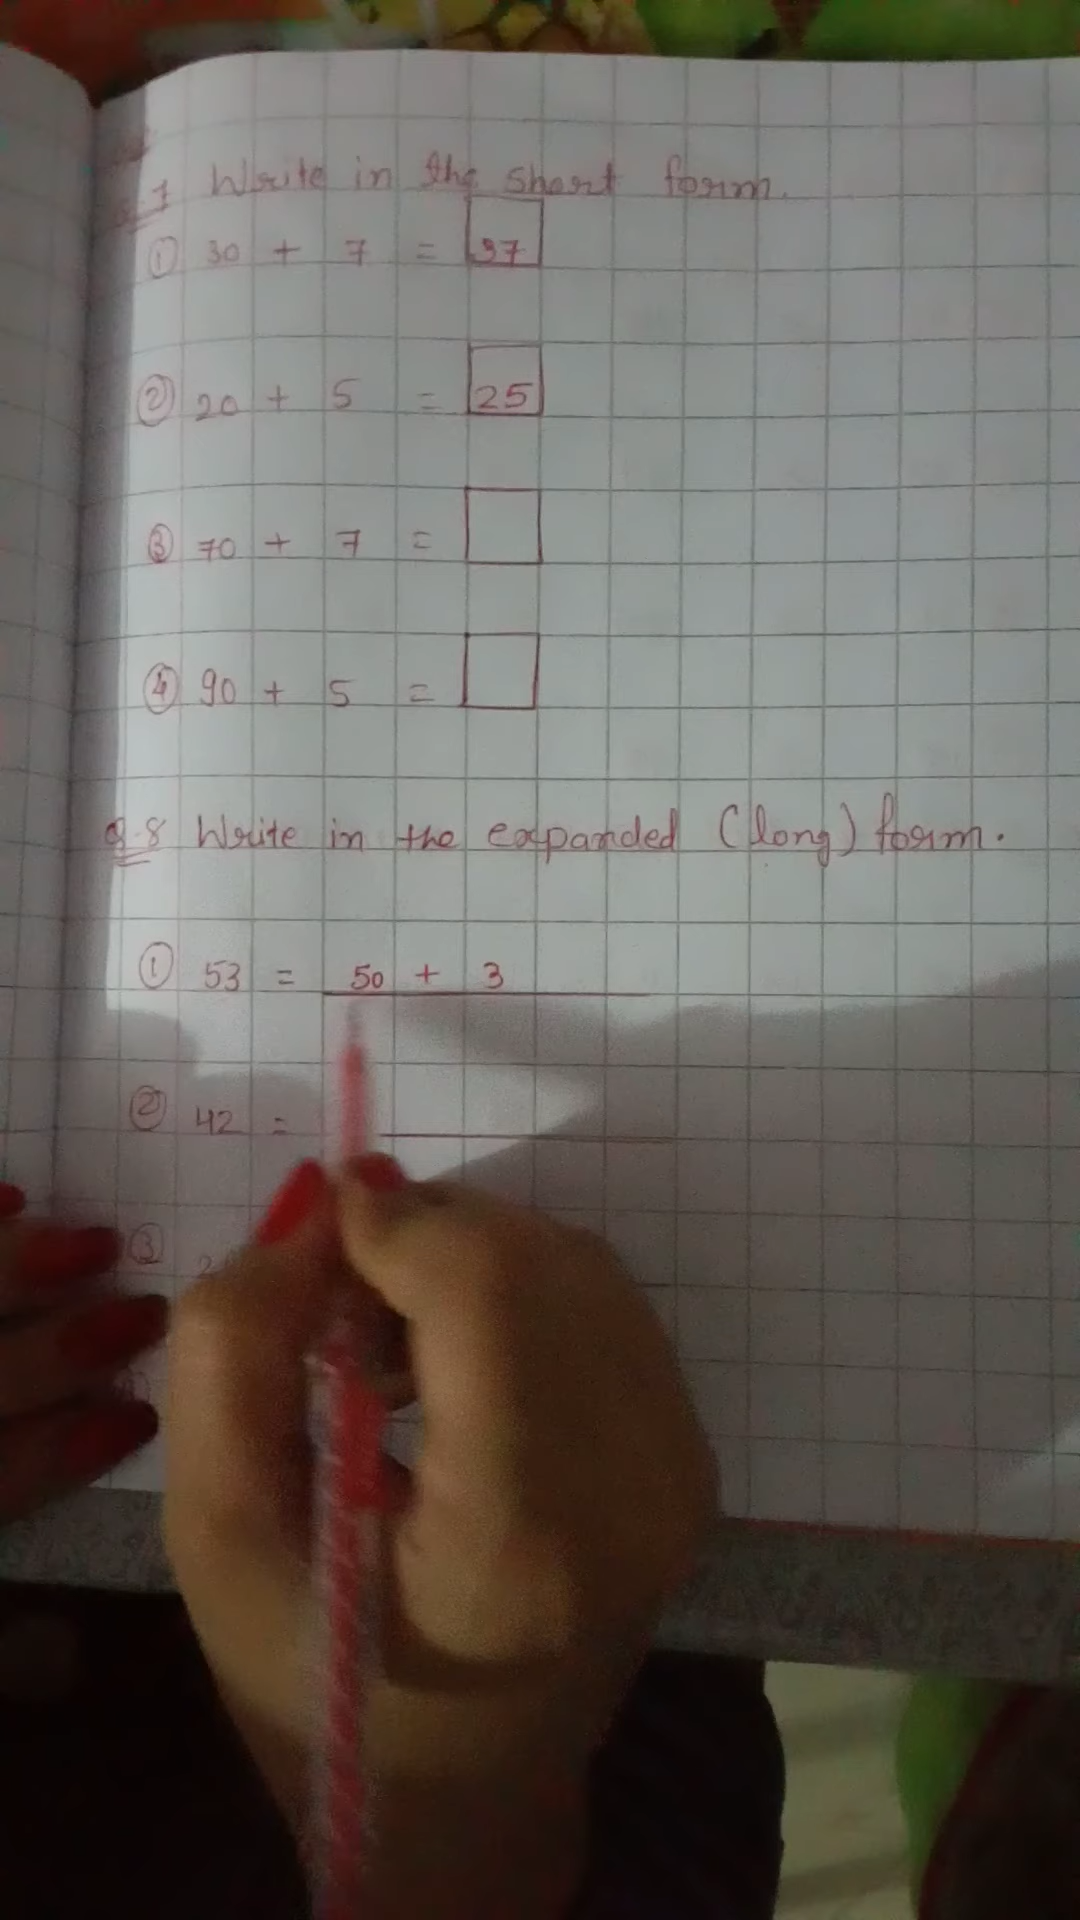 7 Write in the short form.
① 30 + 7 = 37
② 20 + 5 = 25
③ 70 + 7 =
④ 90 + 5 =
Q.8 Write in the expanded (long) form.
① 53 = 50 + 3
② 42 =
③